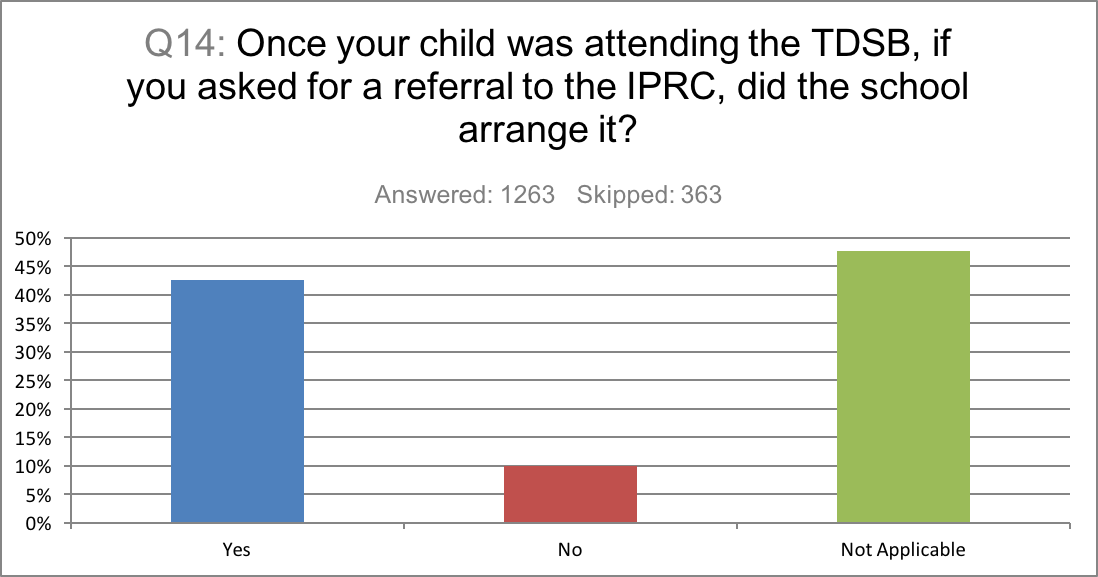 Q14: Once your child was attending the TDSB, if
you asked for a referral to the IPRC, did the school
arrange it?
Answered: 1263 Skipped: 363
50%
45%
40%
35%
30%
25%
20%
15%
10%
5%
0%
Yes No Not Applicable